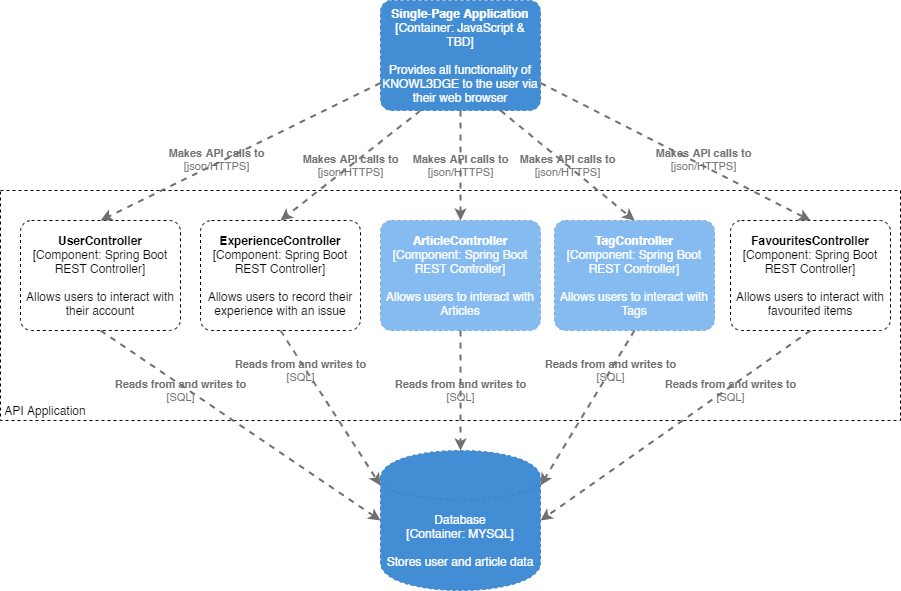 Single-Page Application
[Container: JavaScript &
TBD]
Provides all functionality of
KNOWL3DGE to the user via
their web browser
Makes API calls to
[json/HTTPS]
Makes API calls to
[json/HTTPS]
Makes API calls to
[json/HTTPS]
Makes API calls to
[json/HTTPS]
Makes API calls to
[json/HTTPS]
UserController
[Component: Spring Boot
REST Controller]
Allows users to interact with
their account
ExperienceController
[Component: Spring Boot
REST Controller]
Allows users to record their
experience with an issue
ArticleController
[Component: Spring Boot
REST Controller]
Allows users to interact with
Articles
TagController
[Component: Spring Boot
REST Controller]
Allows users to interact with
Tags
FavouritesController
[Component: Spring Boot
REST Controller]
Allows users to interact with
favourited items
Reads from and writes to
[SQL]
Reads from and writes to
[SQL]
Reads from and writes to
[SQL]
Reads from and writes to
[SQL]
Reads from and writes to
[SQL]
API Application
Database
[Container: MYSQL]
Stores user and article data